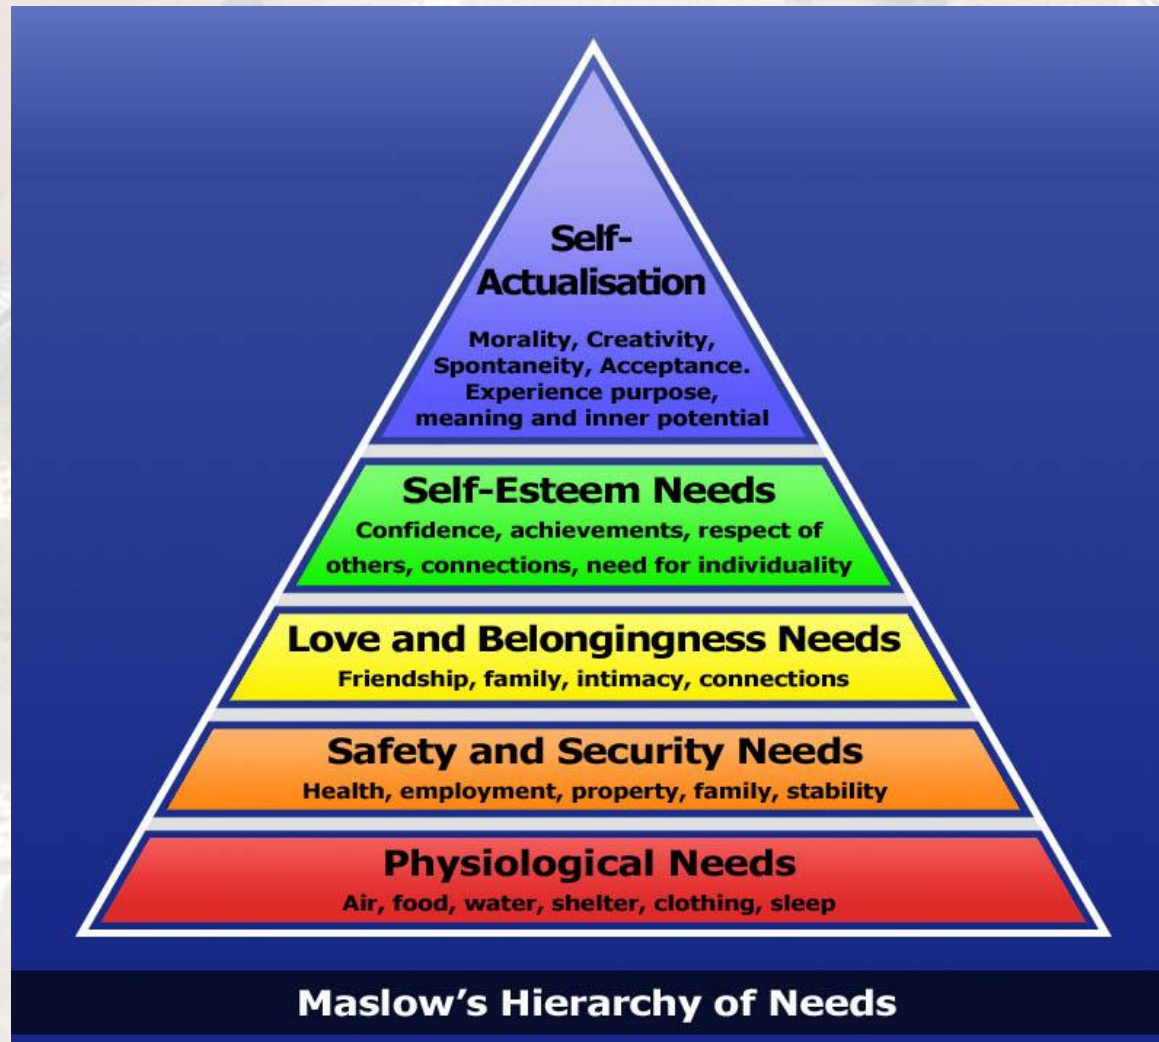 Self-
Actualisation
Morality, Creativity,
Spontaneity, Acceptance.
Experience purpose,
meaning and inner potential
Self-Esteem Needs
Confidence, achievements, respect of
others, connections, need for individuality
Love and Belongingness Needs
Friendship, family, intimacy, connections
Safety and Security Needs
Health, employment, property, family, stability
Physiological Needs
Air, food, water, shelter, clothing, sleep
Maslow’s Hierarchy of Needs